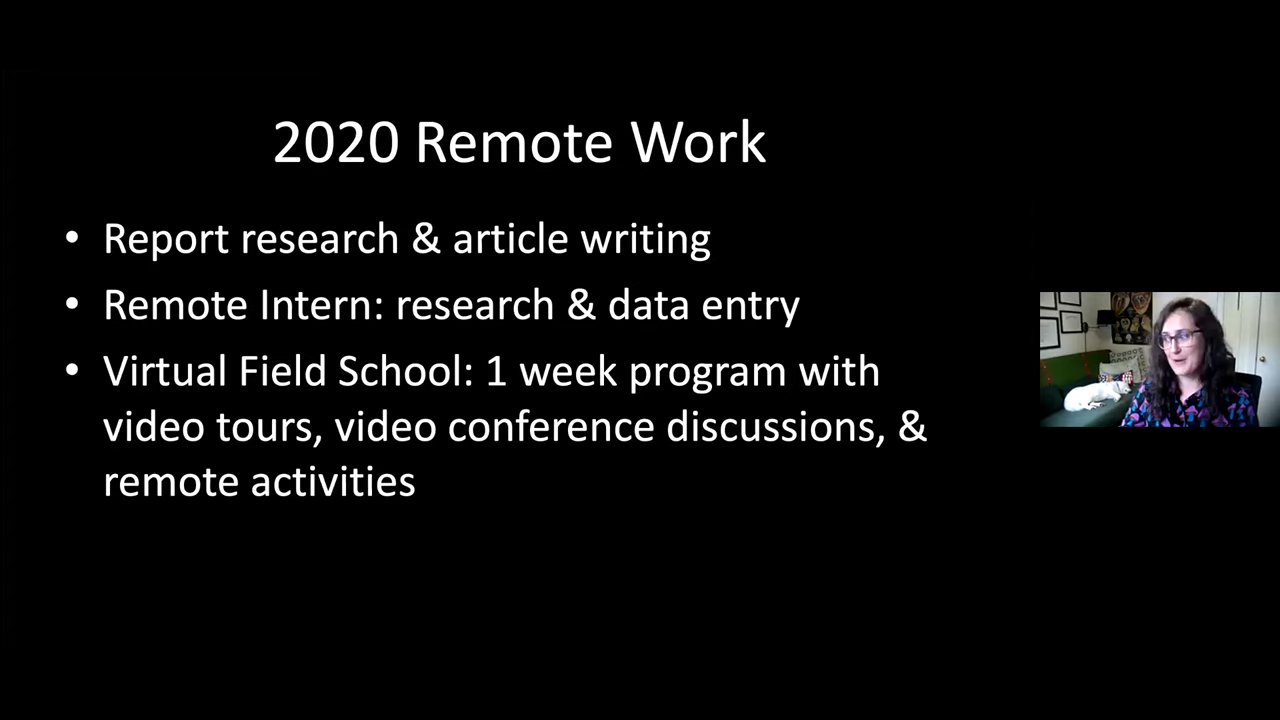 2020 Remote Work
• Report research & article writing
• Remote Intern: research & data entry
• Virtual Field School: 1 week program with
video tours, video conference discussions, &
remote activities